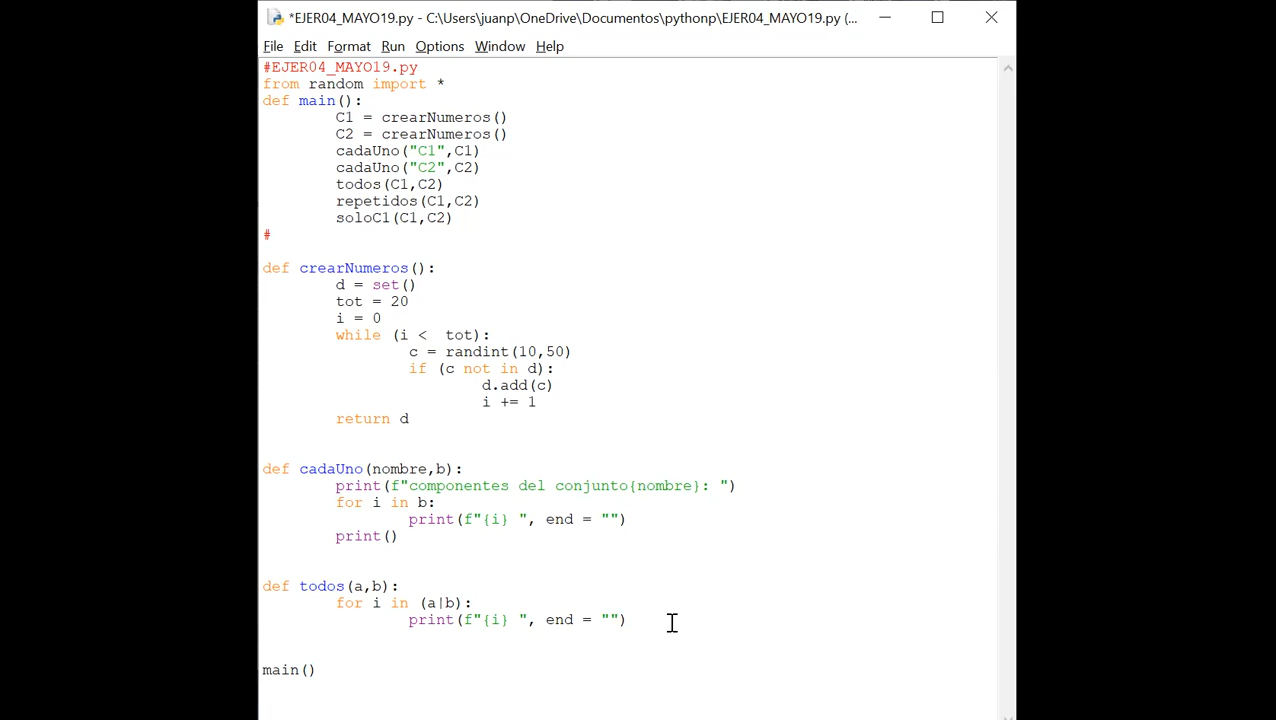 *EJER04_MAYO19.py - C:\Users\juanp\OneDrive\Documentos\pythonp\EJER04_MAYO19.py (...
File Edit Format Run Options Window Help
#EJER04_MAYO19.py
from random import *
def main():
        C1 = crearNumeros()
        C2 = crearNumeros()
        cadaUno("C1",C1)
        cadaUno("C2",C2)
        todos(C1,C2)
        repetidos(C1,C2)
        soloC1(C1,C2)
#
def crearNumeros():
        d = set()
        tot = 20
        i = 0
        while (i <  tot):
                c = randint(10,50)
                if (c not in d):
                        d.add(c)
                        i += 1
        return d
def cadaUno(nombre,b):
        print(f"componentes del conjunto{nombre}: ")
        for i in b:
                print(f"{i} ", end = "")
        print()
def todos(a,b):
        for i in (a|b):
                print(f"{i} ", end = "")
main()